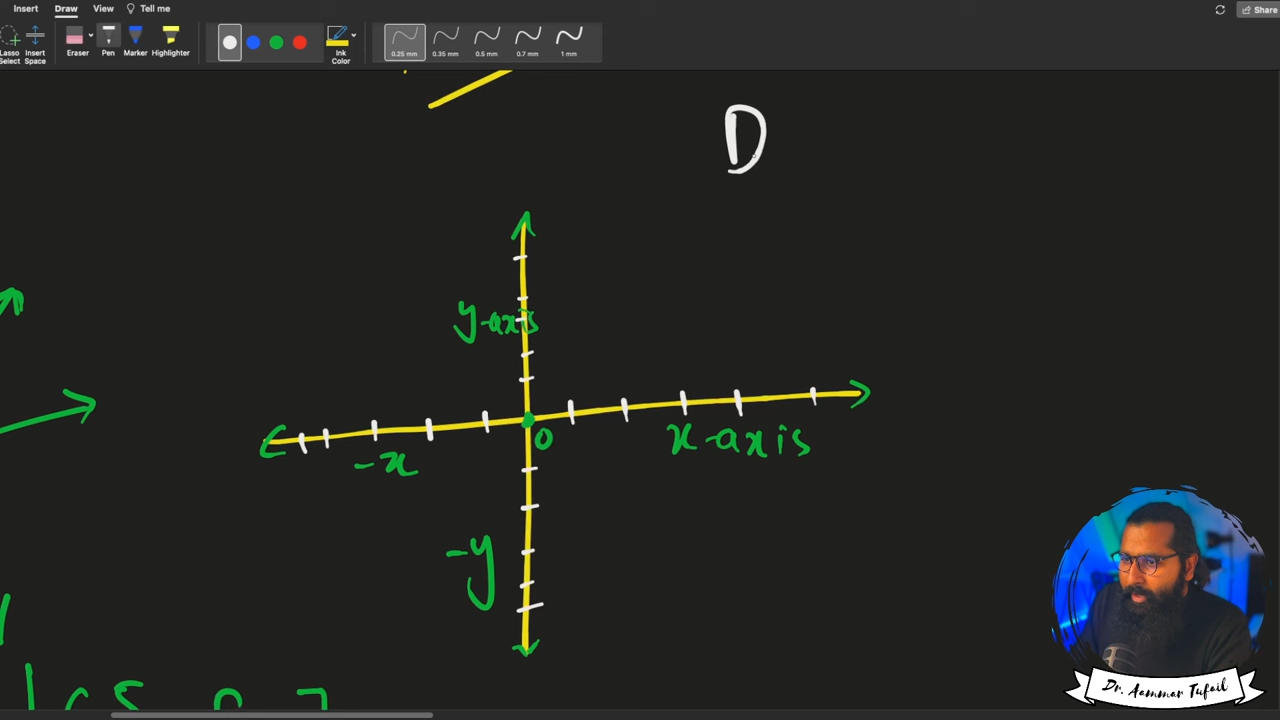 Insert Draw View Tell me
Share
Lasso Select
Insert Space
Eraser
Pen
Marker
Highlighter
Ink Color
0.25 mm
0.35 mm
0.5 mm
0.7 mm
1 mm
D
y-axis
0
x-axis
-x
-y
Dr. Aammar Tufail